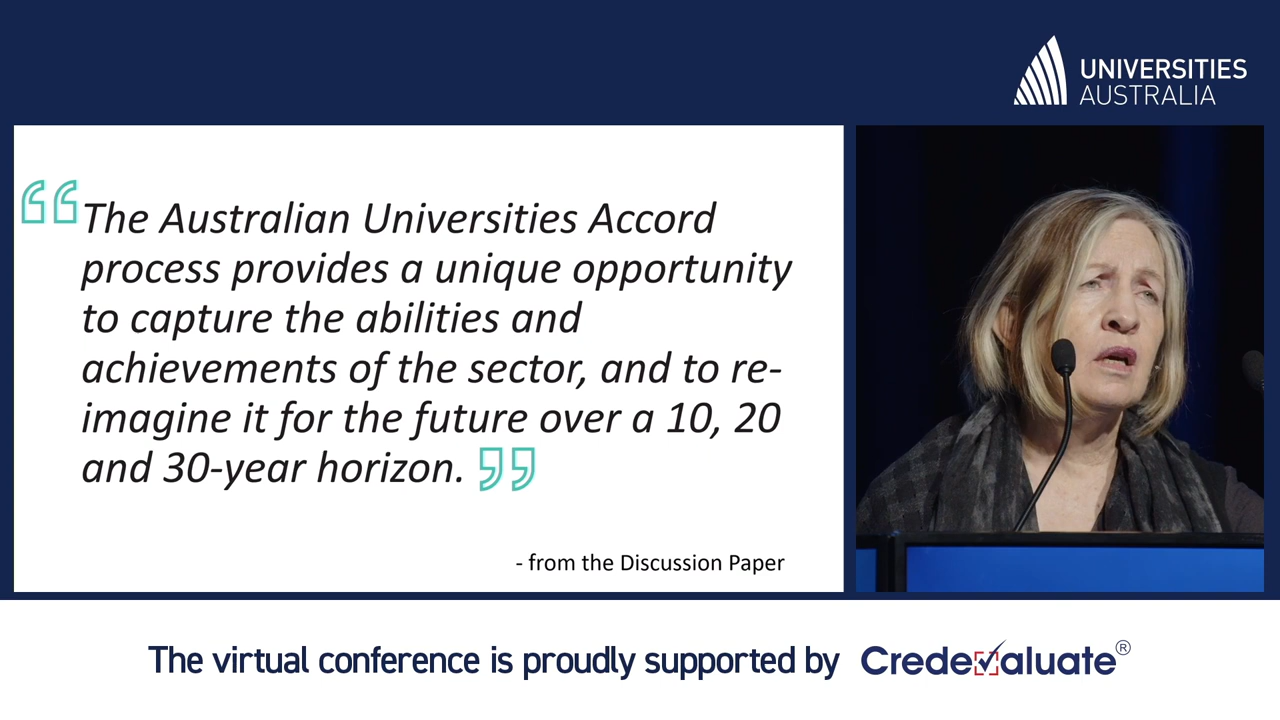 UNIVERSITIES
AUSTRALIA
“The Australian Universities Accord
process provides a unique opportunity
to capture the abilities and
achievements of the sector, and to re-
imagine it for the future over a 10, 20
and 30-year horizon.”
- from the Discussion Paper
The virtual conference is proudly supported by Credevaluate®